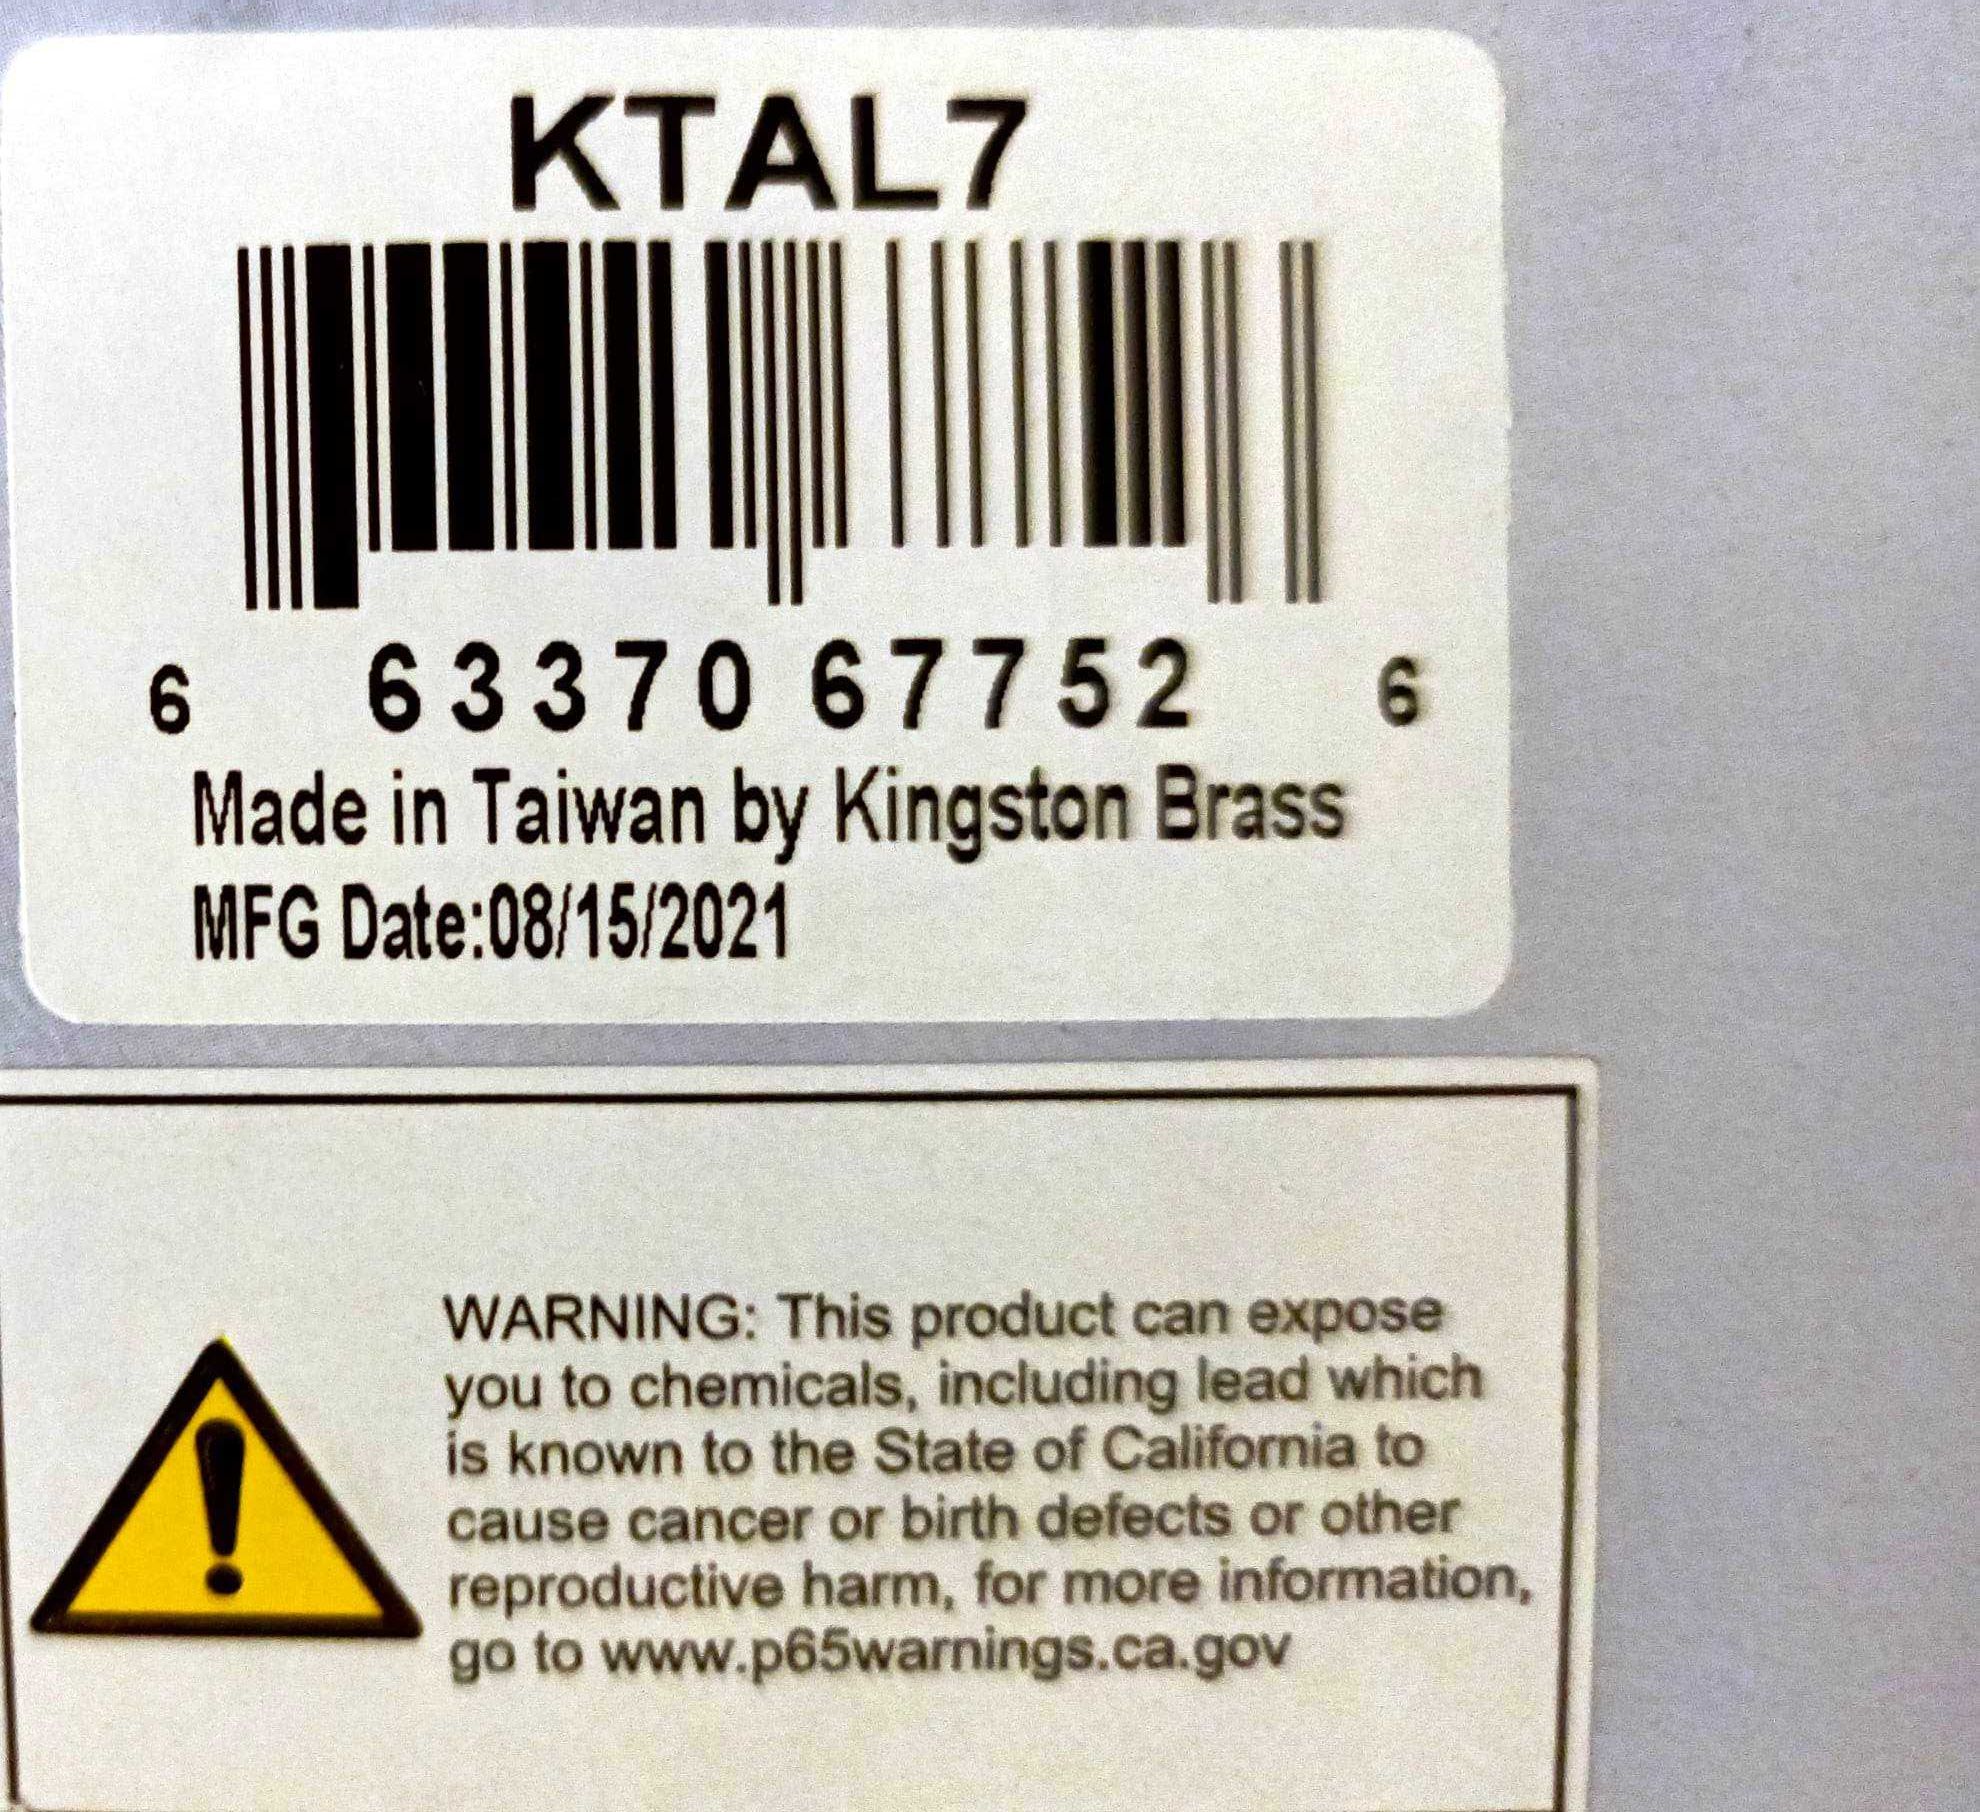 KTAL7
6 63370 67752 6
Made in Taiwan by Kingston Brass
MFG Date:08/15/2021
WARNING: This product can expose
you to chemicals, including lead which
is known to the State of California to
cause cancer or birth defects or other
reproductive harm, for more information,
go to www.p65warnings.ca.gov